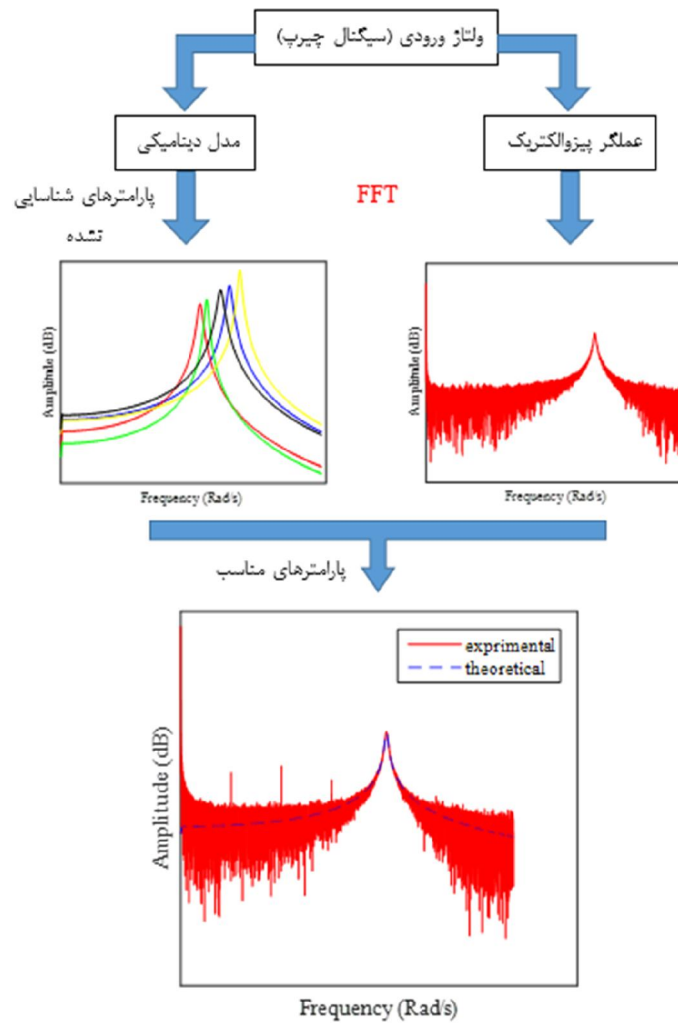 ولتاژ ورودی (سیگنال چیرپ)
عملگر پیزوالکتریک
مدل دینامیکی
FFT
پارامترهای شناسایی
نشده
Amplitude (dB)
Frequency (Rad/s)
Amplitude (dB)
Frequency (Rad/s)
پارامترهای مناسب
exprimental
theoretical
Amplitude (dB)
Frequency (Rad/s)